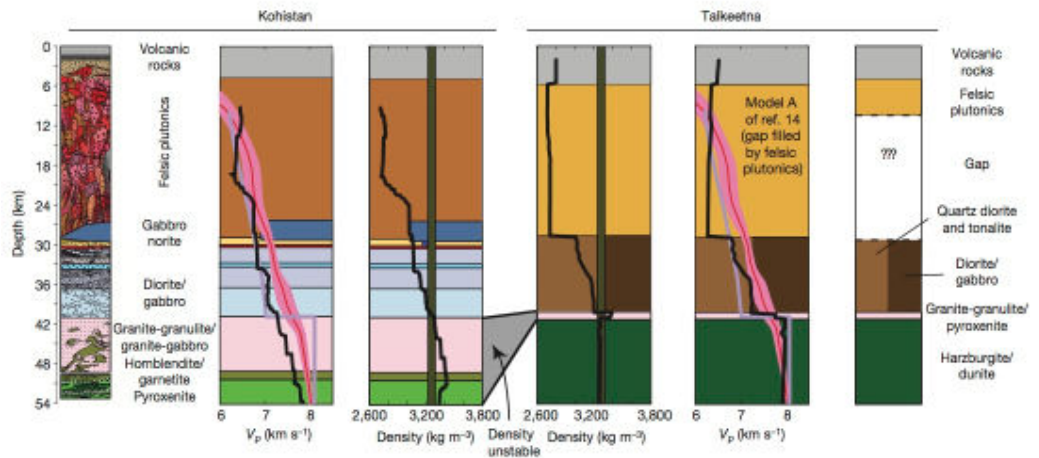 Kohistan
Talkeetna
0
6
12
18
24
30
36
42
48
54
Depth (km)
Volcanic
rocks
Felsic plutonics
Gabbro
norite
Diorite/
gabbro
Granite-granulite/
granite-gabbro
Homblendite/
garnetite
Pyroxenite
6 7 8
Vp (km s⁻¹)
2,600 3,200 3,800
Density (kg m⁻³)
Density
unstable
2,600 3,200 3,800
Density (kg m⁻³)
Model A
of ref. 14
(gap filled
by felsic
plutonics)
6 7 8
Vp (km s⁻¹)
???
Volcanic
rocks
Felsic
plutonics
Gap
Quartz diorite
and tonalite
Diorite/
gabbro
Granite-granulite/
pyroxenite
Harzburgite/
dunite